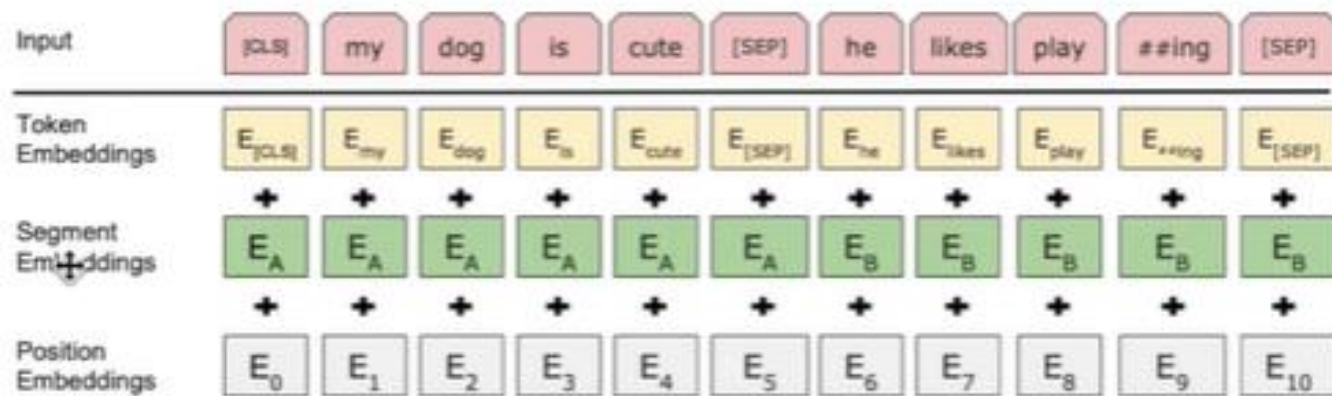 Input [CLS] my dog is cute [SEP] he likes play ##ing [SEP]
Token
Embeddings E[CLS] Emy Edog Eis Ecute E[SEP] Ehe Elikes Eplay E##ing E[SEP]
+ + + + + + + + + + +
Segment
Embeddings EA EA EA EA EA EA EB EB EB EB EB
+ + + + + + + + + + +
Position
Embeddings E0 E1 E2 E3 E4 E5 E6 E7 E8 E9 E10